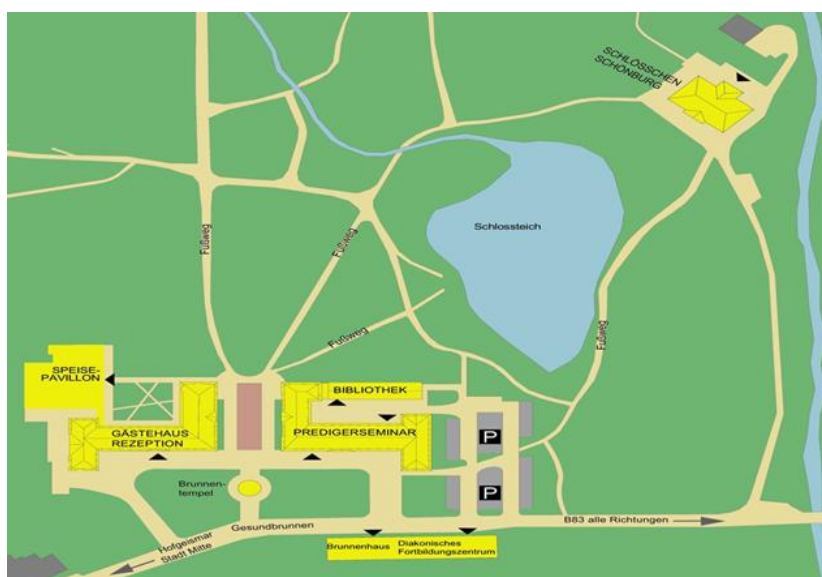 SCHLÖSSCHEN
SCHÖNBURG
Schlossteich
Fußweg
Fußweg
Fußweg
Fußweg
SPEISE-
PAVILLON
BIBLIOTHEK
GÄSTEHAUS
REZEPTION
PREDIGERSEMINAR
P
P
Brunnen-
tempel
Gesundbrunnen
B83 alle Richtungen
Hofgeismar
Stadt Mitte
Brunnenhaus
Diakonisches
Fortbildungszentrum